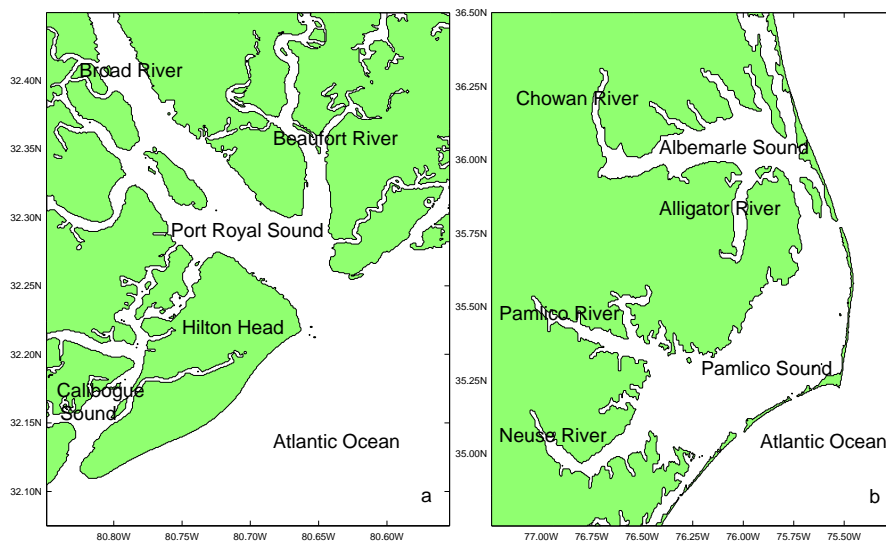 32.40N
32.35N
32.30N
32.25N
32.20N
32.15N
32.10N
80.80W
80.75W
80.70W
80.65W
80.60W
Broad River
Beaufort River
Port Royal Sound
Hilton Head
Calibogue
Sound
Atlantic Ocean
a
36.50N
36.25N
36.00N
35.75N
35.50N
35.25N
35.00N
77.00W
76.75W
76.50W
76.25W
76.00W
75.75W
75.50W
Chowan River
Albemarle Sound
Alligator River
Pamlico River
Pamlico Sound
Neuse River
Atlantic Ocean
b